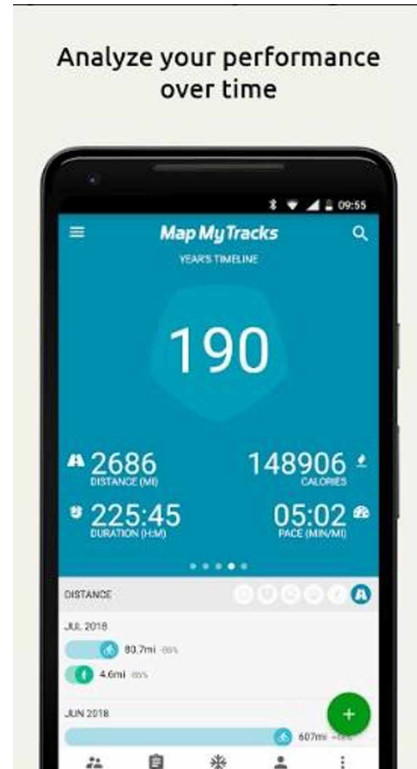 Analyze your performance
over time
09:55
Map My Tracks
YEAR'S TIMELINE
190
2686
DISTANCE (MI)
148906
CALORIES
225:45
DURATION (H:M)
05:02
PACE (MIN/MI)
DISTANCE
JUL 2018
80.7mi
4.6mi
JUN 2018
607mi
+